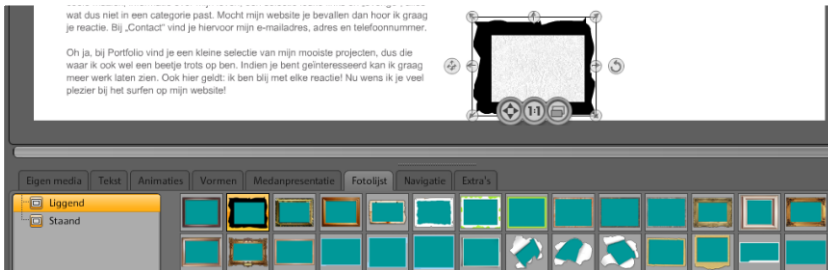 wat dus niet in een categorie past. Mocht mijn website je bevallen dan hoor ik graag
je reactie. Bij „Contact" vind je hiervoor mijn e-mailadres, adres en telefoonnummer.
Oh ja, bij Portfolio vind je een kleine selectie van mijn mooiste projecten, dus die
waar ik ook wel een beetje trots op ben. Indien je bent geïnteresseerd kan ik graag
meer werk laten zien. Ook hier geldt: ik ben blij met elke reactie! Nu wens ik je veel
plezier bij het surfen op mijn website!
1:1
Eigen media Tekst Animaties Vormen Medanpresentatie Fotolijst Navigatie Extra's
Liggend
Staand